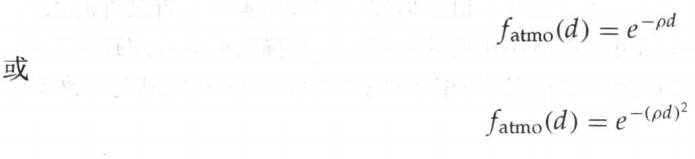 f_atmo(d) = e^{-ρd}
或
f_atmo(d) = e^{-(ρd)^2}